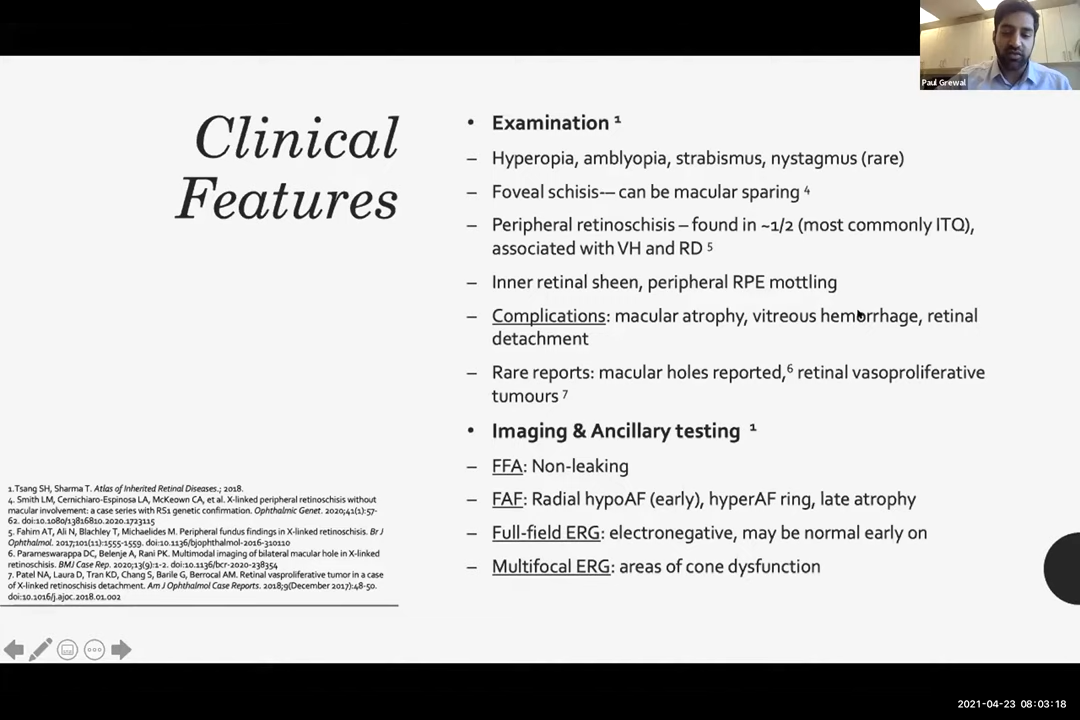 Paul Grewal
Clinical
Features
• Examination ¹
– Hyperopia, amblyopia, strabismus, nystagmus (rare)
– Foveal schisis-– can be macular sparing ⁴
– Peripheral retinoschisis – found in ~1/2 (most commonly ITQ),
associated with VH and RD ⁵
– Inner retinal sheen, peripheral RPE mottling
– Complications: macular atrophy, vitreous hemorrhage, retinal
detachment
– Rare reports: macular holes reported,⁶ retinal vasoproliferative
tumours ⁷
• Imaging & Ancillary testing ¹
– FFA: Non-leaking
– FAF: Radial hypoAF (early), hyperAF ring, late atrophy
– Full-field ERG: electronegative, may be normal early on
– Multifocal ERG: areas of cone dysfunction
1.Tsang SH, Sharma T. Atlas of Inherited Retinal Diseases.; 2018.
4. Smith LM, Cernichiaro-Espinosa LA, McKeown CA, et al. X-linked peripheral retinoschisis without
macular involvement: a case series with RS1 genetic confirmation. Ophthalmic Genet. 2020;41(1):57-
62. doi:10.1080/13816810.2020.1723115
5. Fahim AT, Ali N, Blachley T, Michaelides M. Peripheral fundus findings in X-linked retinoschisis. Br J
Ophthalmol. 2017;101(11):1555-1559. doi:10.1136/bjophthalmol-2016-310110
6. Parameswarappa DC, Belenje A, Rani PK. Multimodal imaging of bilateral macular hole in X-linked
retinoschisis. BMJ Case Rep. 2020;13(9):1-2. doi:10.1136/bcr-2020-238354
7. Patel NA, Laura D, Tran KD, Chang S, Barile G, Berrocal AM. Retinal vasproliferative tumor in a case
of X-linked retinoschisis detachment. Am J Ophthalmol Case Reports. 2018;9(December 2017):48-50.
doi:10.1016/j.ajoc.2018.01.002
2021-04-23 08:03:18